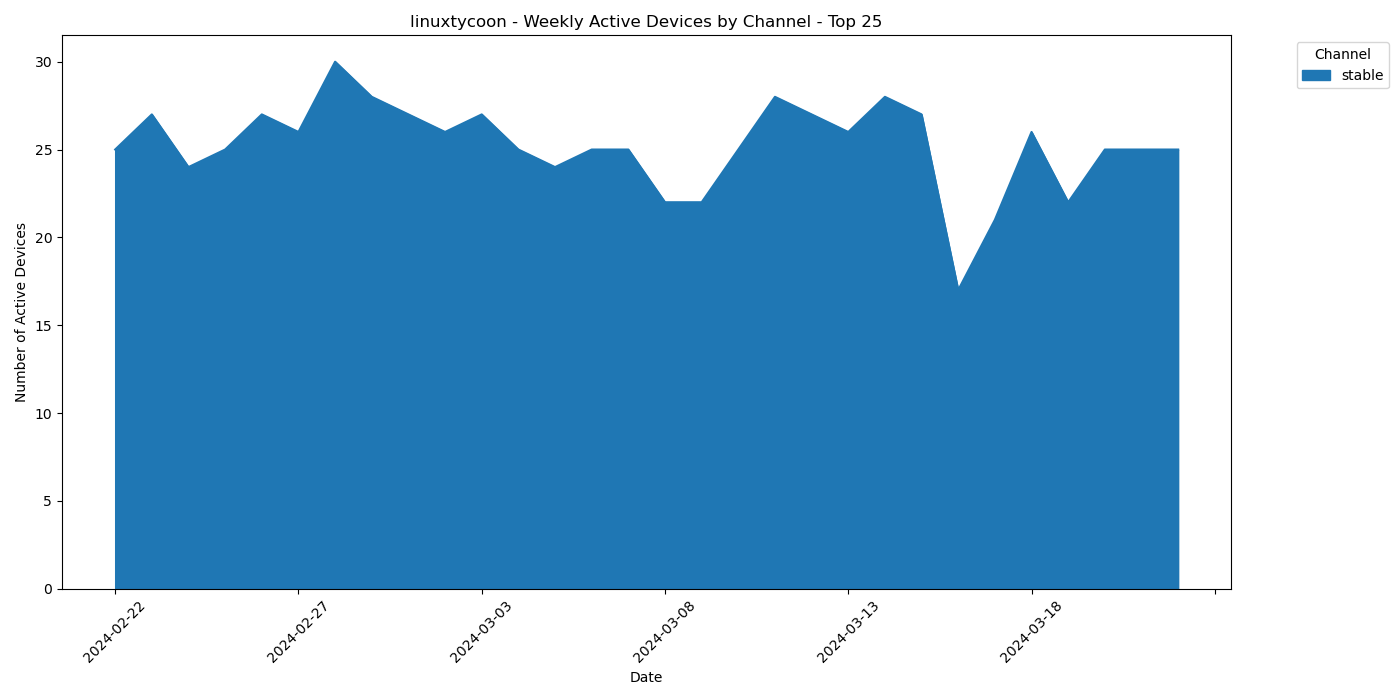 linuxtycoon - Weekly Active Devices by Channel - Top 25
Channel
stable
Number of Active Devices
30
25
20
15
10
5
0
2024-02-22
2024-02-27
2024-03-03
2024-03-08
2024-03-13
2024-03-18
Date